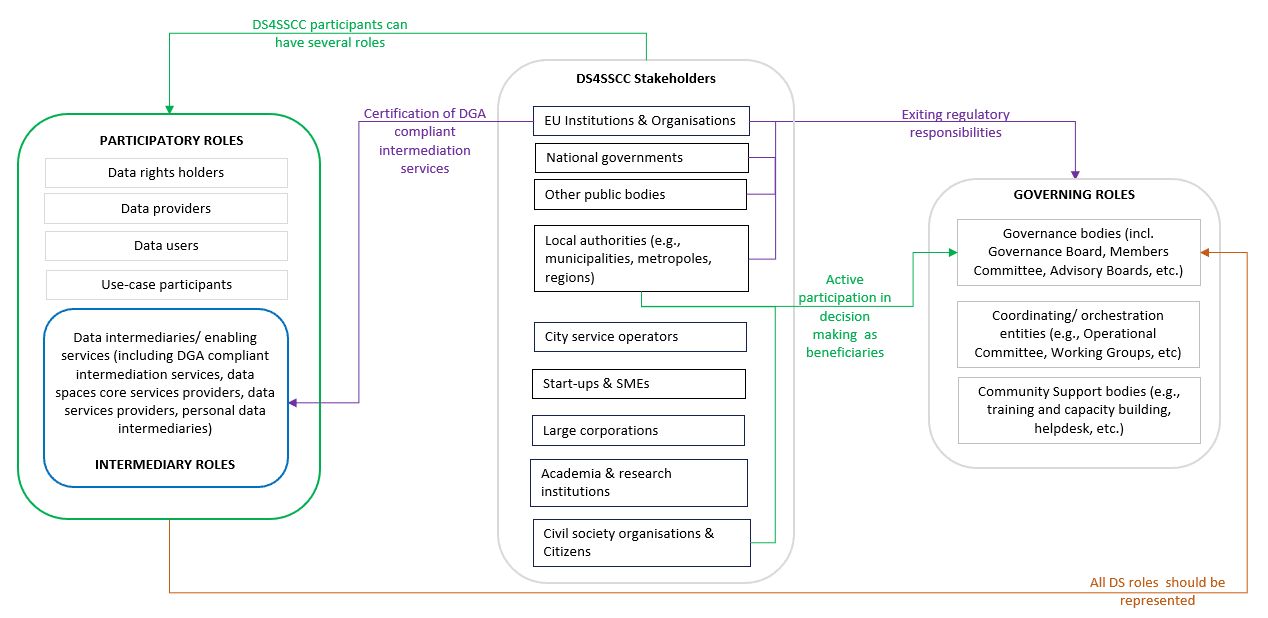 DS4SSCC participants can
have several roles
PARTICIPATORY ROLES
Data rights holders
Data providers
Data users
Use-case participants
Data intermediaries/ enabling
services (including DGA compliant
intermediation services, data
spaces core services providers, data
services providers, personal data
intermediaries)
INTERMEDIARY ROLES
Certification of DGA
compliant
intermediation
services
DS4SSCC Stakeholders
EU Institutions & Organisations
National governments
Other public bodies
Local authorities (e.g.,
municipalities, metropoles,
regions)
City service operators
Start-ups & SMEs
Large corporations
Academia & research
institutions
Civil society organisations &
Citizens
Exiting regulatory
responsibilities
Active
participation in
decision
making as
beneficiaries
GOVERNING ROLES
Governance bodies (incl.
Governance Board, Members
Committee, Advisory Boards, etc.)
Coordinating/ orchestration
entities (e.g., Operational
Committee, Working Groups, etc)
Community Support bodies (e.g.,
training and capacity building,
helpdesk, etc.)
All DS roles should be
represented